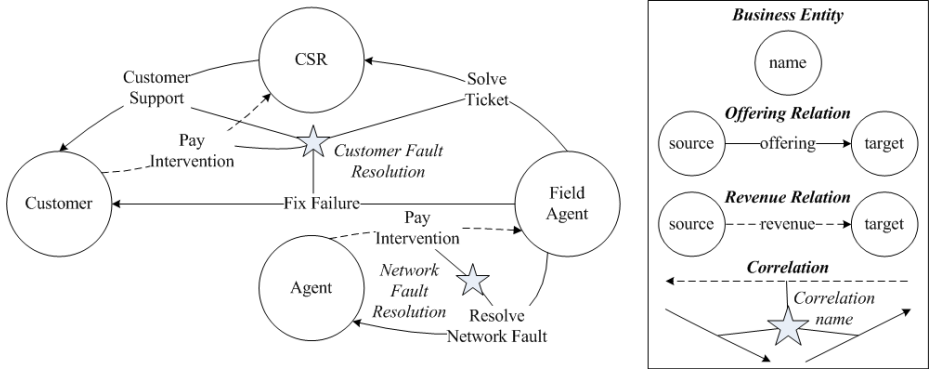 CSR
Customer
Support
Solve
Ticket
Pay
Intervention
Customer Fault
Resolution
Customer
Fix Failure
Field
Agent
Pay
Intervention
Agent
Network
Fault
Resolution
Resolve
Network Fault
Business Entity
name
Offering Relation
source
offering
target
Revenue Relation
source
revenue
target
Correlation
Correlation
name